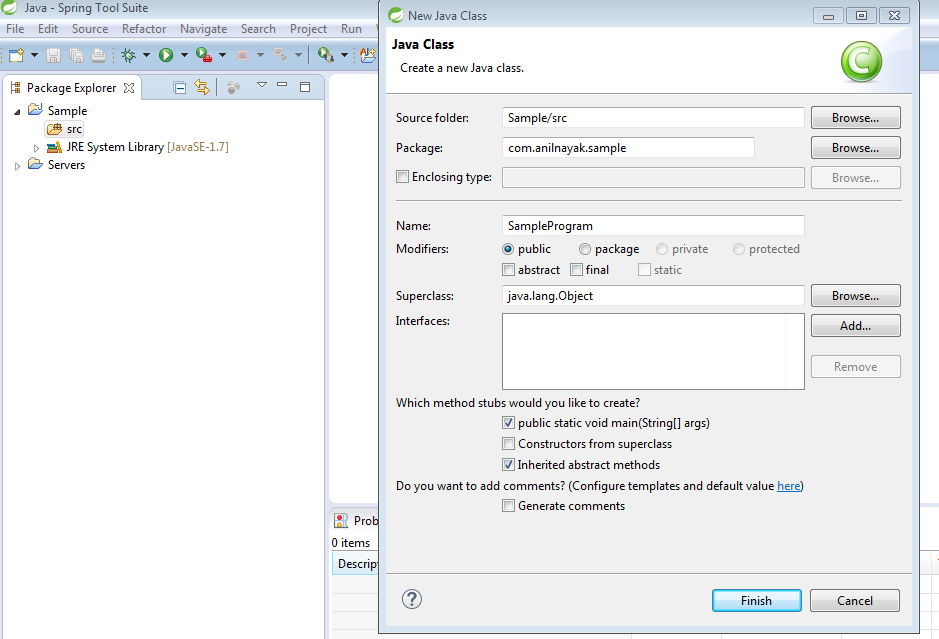 Java - Spring Tool Suite
File Edit Source Refactor Navigate Search Project Run
Package Explorer
Sample
src
JRE System Library [JavaSE-1.7]
Servers
0 items
New Java Class
Java Class
Create a new Java class.
C
Source folder: Sample/src Browse...
Package: com.anilnayak.sample Browse...
Enclosing type: Browse...
Name: SampleProgram
Modifiers: public package private protected
abstract final static
Superclass: java.lang.Object Browse...
Interfaces: Add...
Remove
Which method stubs would you like to create?
public static void main(String[] args)
Constructors from superclass
Inherited abstract methods
Do you want to add comments? (Configure templates and default value here)
Generate comments
? Finish Cancel